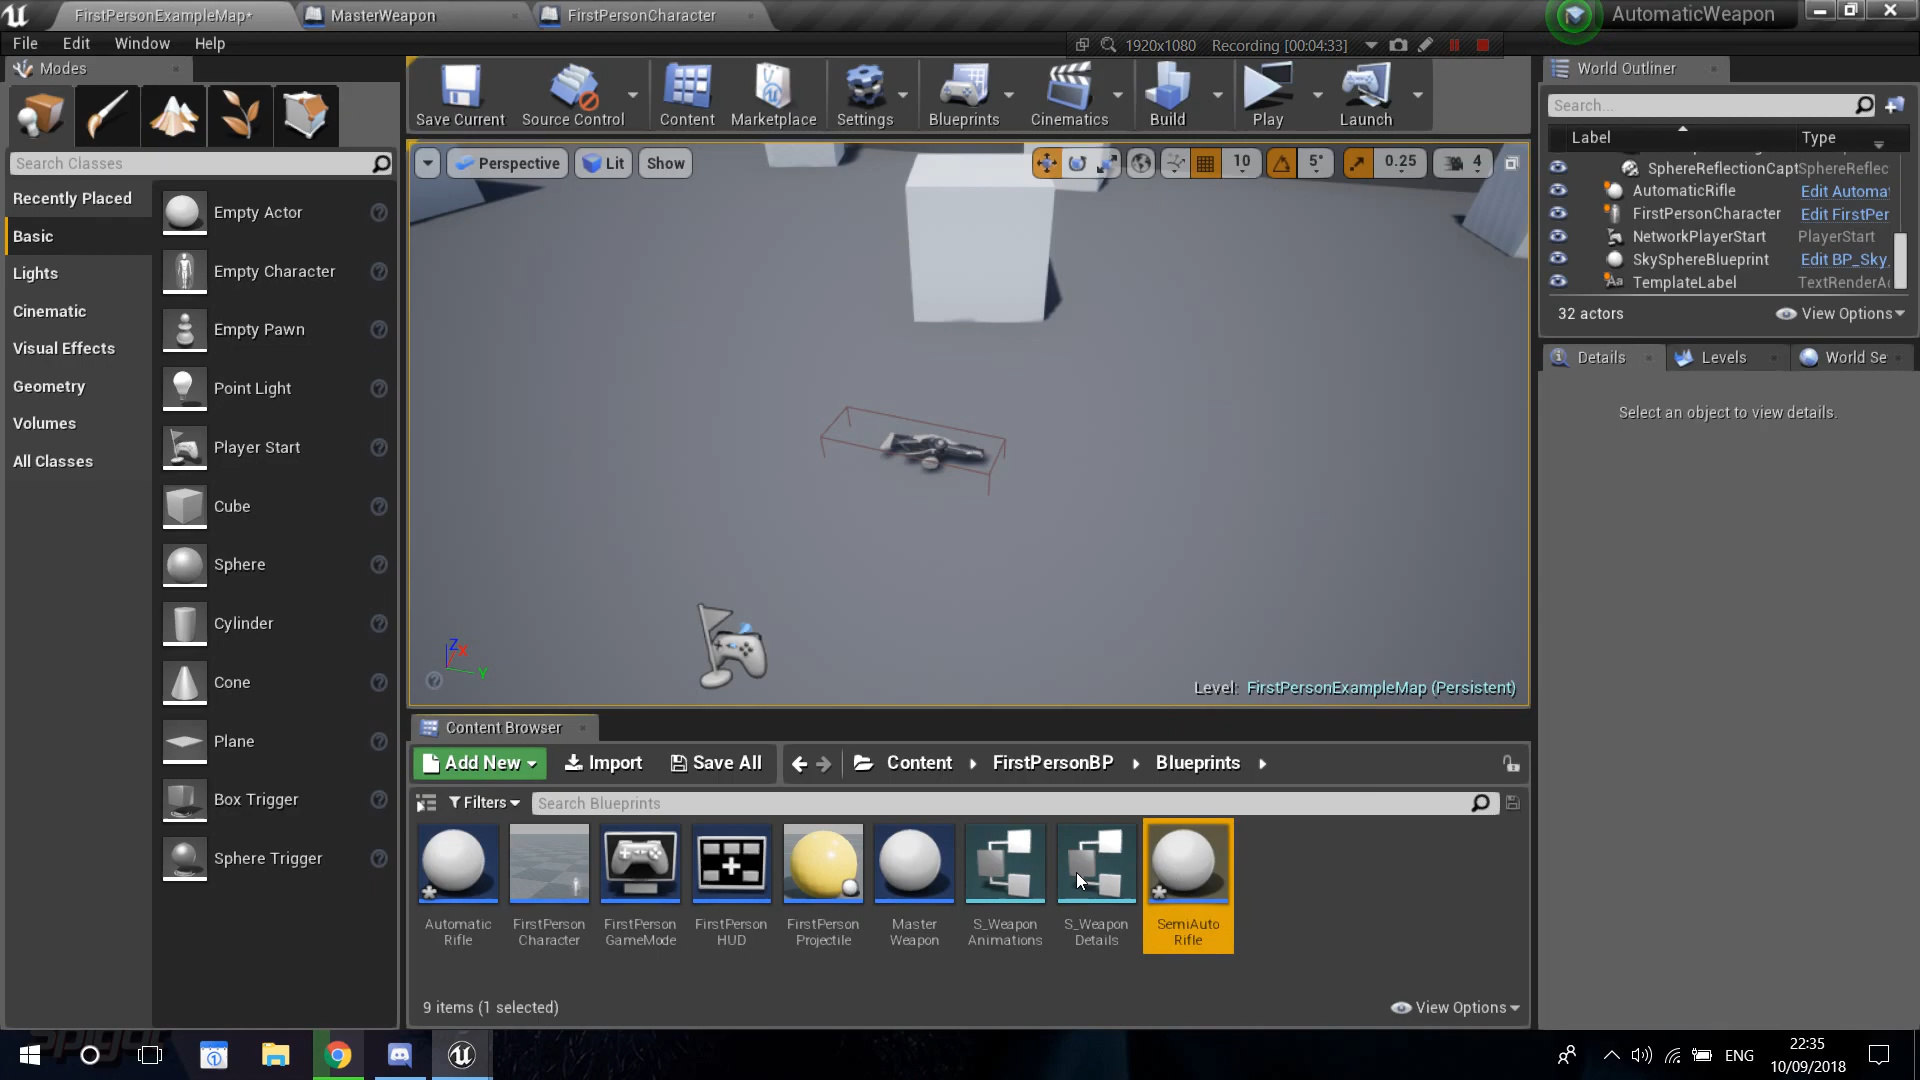 FirstPersonExampleMap*
MasterWeapon
FirstPersonCharacter
AutomaticWeapon
File Edit Window Help
1920x1080 Recording [00:04:33]
Modes
Search Classes
Recently Placed
Basic
Lights
Cinematic
Visual Effects
Geometry
Volumes
All Classes
Empty Actor
Empty Character
Empty Pawn
Point Light
Player Start
Cube
Sphere
Cylinder
Cone
Plane
Box Trigger
Sphere Trigger
Save Current
Source Control
Content
Marketplace
Settings
Blueprints
Cinematics
Build
Play
Launch
Perspective
Lit
Show
10
5°
0.25
4
Z
X
Y
Level: FirstPersonExampleMap (Persistent)
World Outliner
Search...
Label Type
SphereReflectionCapt SphereReflec
AutomaticRifle Edit Automat
FirstPersonCharacter Edit FirstPer
NetworkPlayerStart PlayerStart
SkySphereBlueprint Edit BP_Sky_
TemplateLabel TextRenderAc
32 actors
View Options
Details
Levels
World Se
Select an object to view details.
Content Browser
Add New
Import
Save All
Content
FirstPersonBP
Blueprints
Filters
Search Blueprints
Automatic
Rifle
FirstPerson
Character
FirstPerson
GameMode
FirstPerson
HUD
FirstPerson
Projectile
Master
Weapon
S_Weapon
Animations
S_Weapon
Details
SemiAuto
Rifle
9 items (1 selected)
View Options
ENG
22:35
10/09/2018